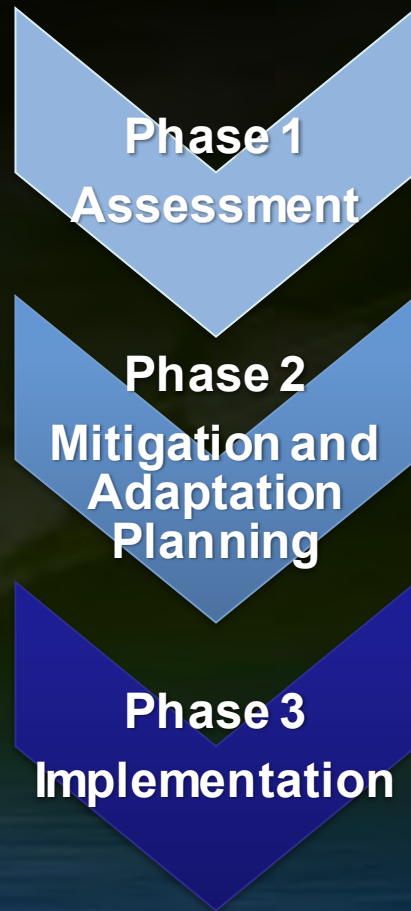 Phase 1
Assessment
Phase 2
Mitigation and
Adaptation
Planning
Phase 3
Implementation